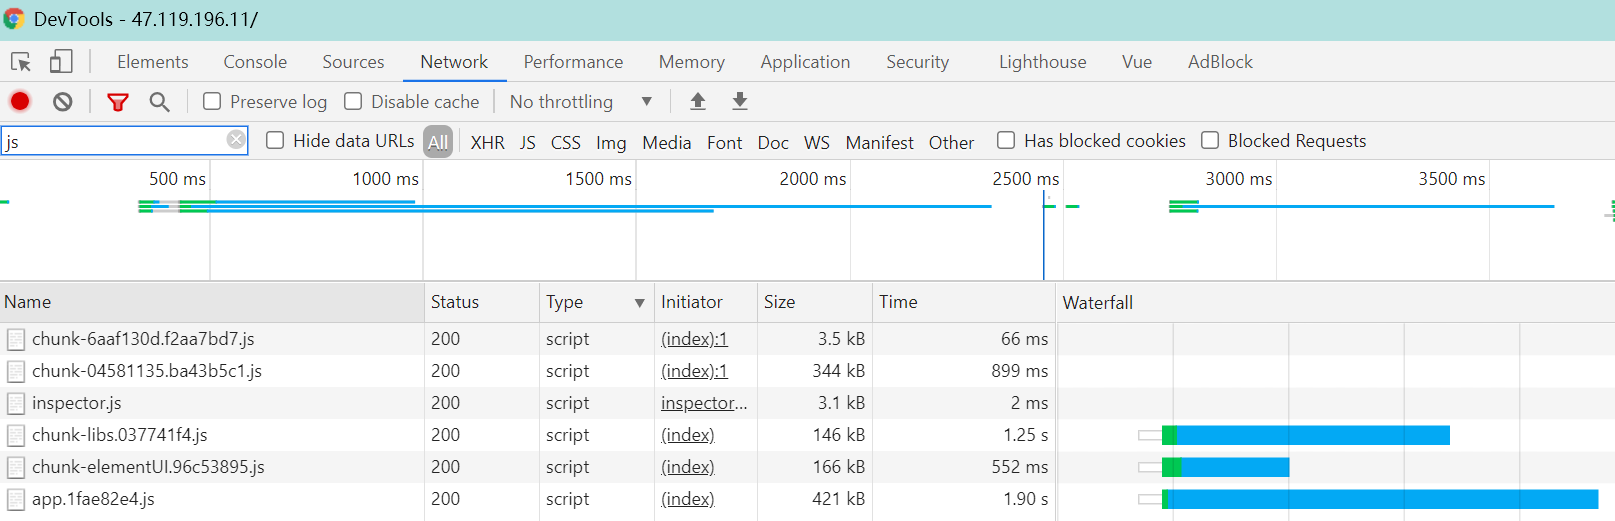 DevTools - 47.119.196.11/
Elements Console Sources Network Performance Memory Application Security Lighthouse Vue AdBlock
Preserve log Disable cache No throttling ▼
js Hide data URLs All XHR JS CSS Img Media Font Doc WS Manifest Other Has blocked cookies Blocked Requests
500 ms 1000 ms 1500 ms 2000 ms 2500 ms 3000 ms 3500 ms
Name Status Type ▼ Initiator Size Time Waterfall
chunk-6aaf130d.f2aa7bd7.js 200 script (index):1 3.5 kB 66 ms
chunk-04581135.ba43b5c1.js 200 script (index):1 344 kB 899 ms
inspector.js 200 script inspector... 3.1 kB 2 ms
chunk-libs.037741f4.js 200 script (index) 146 kB 1.25 s
chunk-elementUI.96c53895.js 200 script (index) 166 kB 552 ms
app.1fae82e4.js 200 script (index) 421 kB 1.90 s